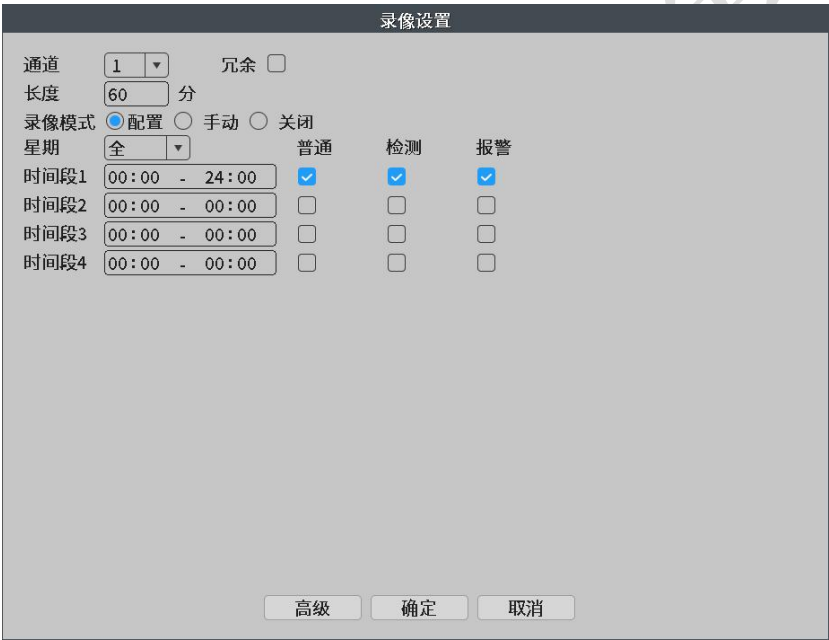 录像设置
通道 1 冗余
长度 60 分
录像模式 配置 手动 关闭
星期 全 普通 检测 报警
时间段1 00:00 - 24:00
时间段2 00:00 - 00:00
时间段3 00:00 - 00:00
时间段4 00:00 - 00:00
高级 确定 取消